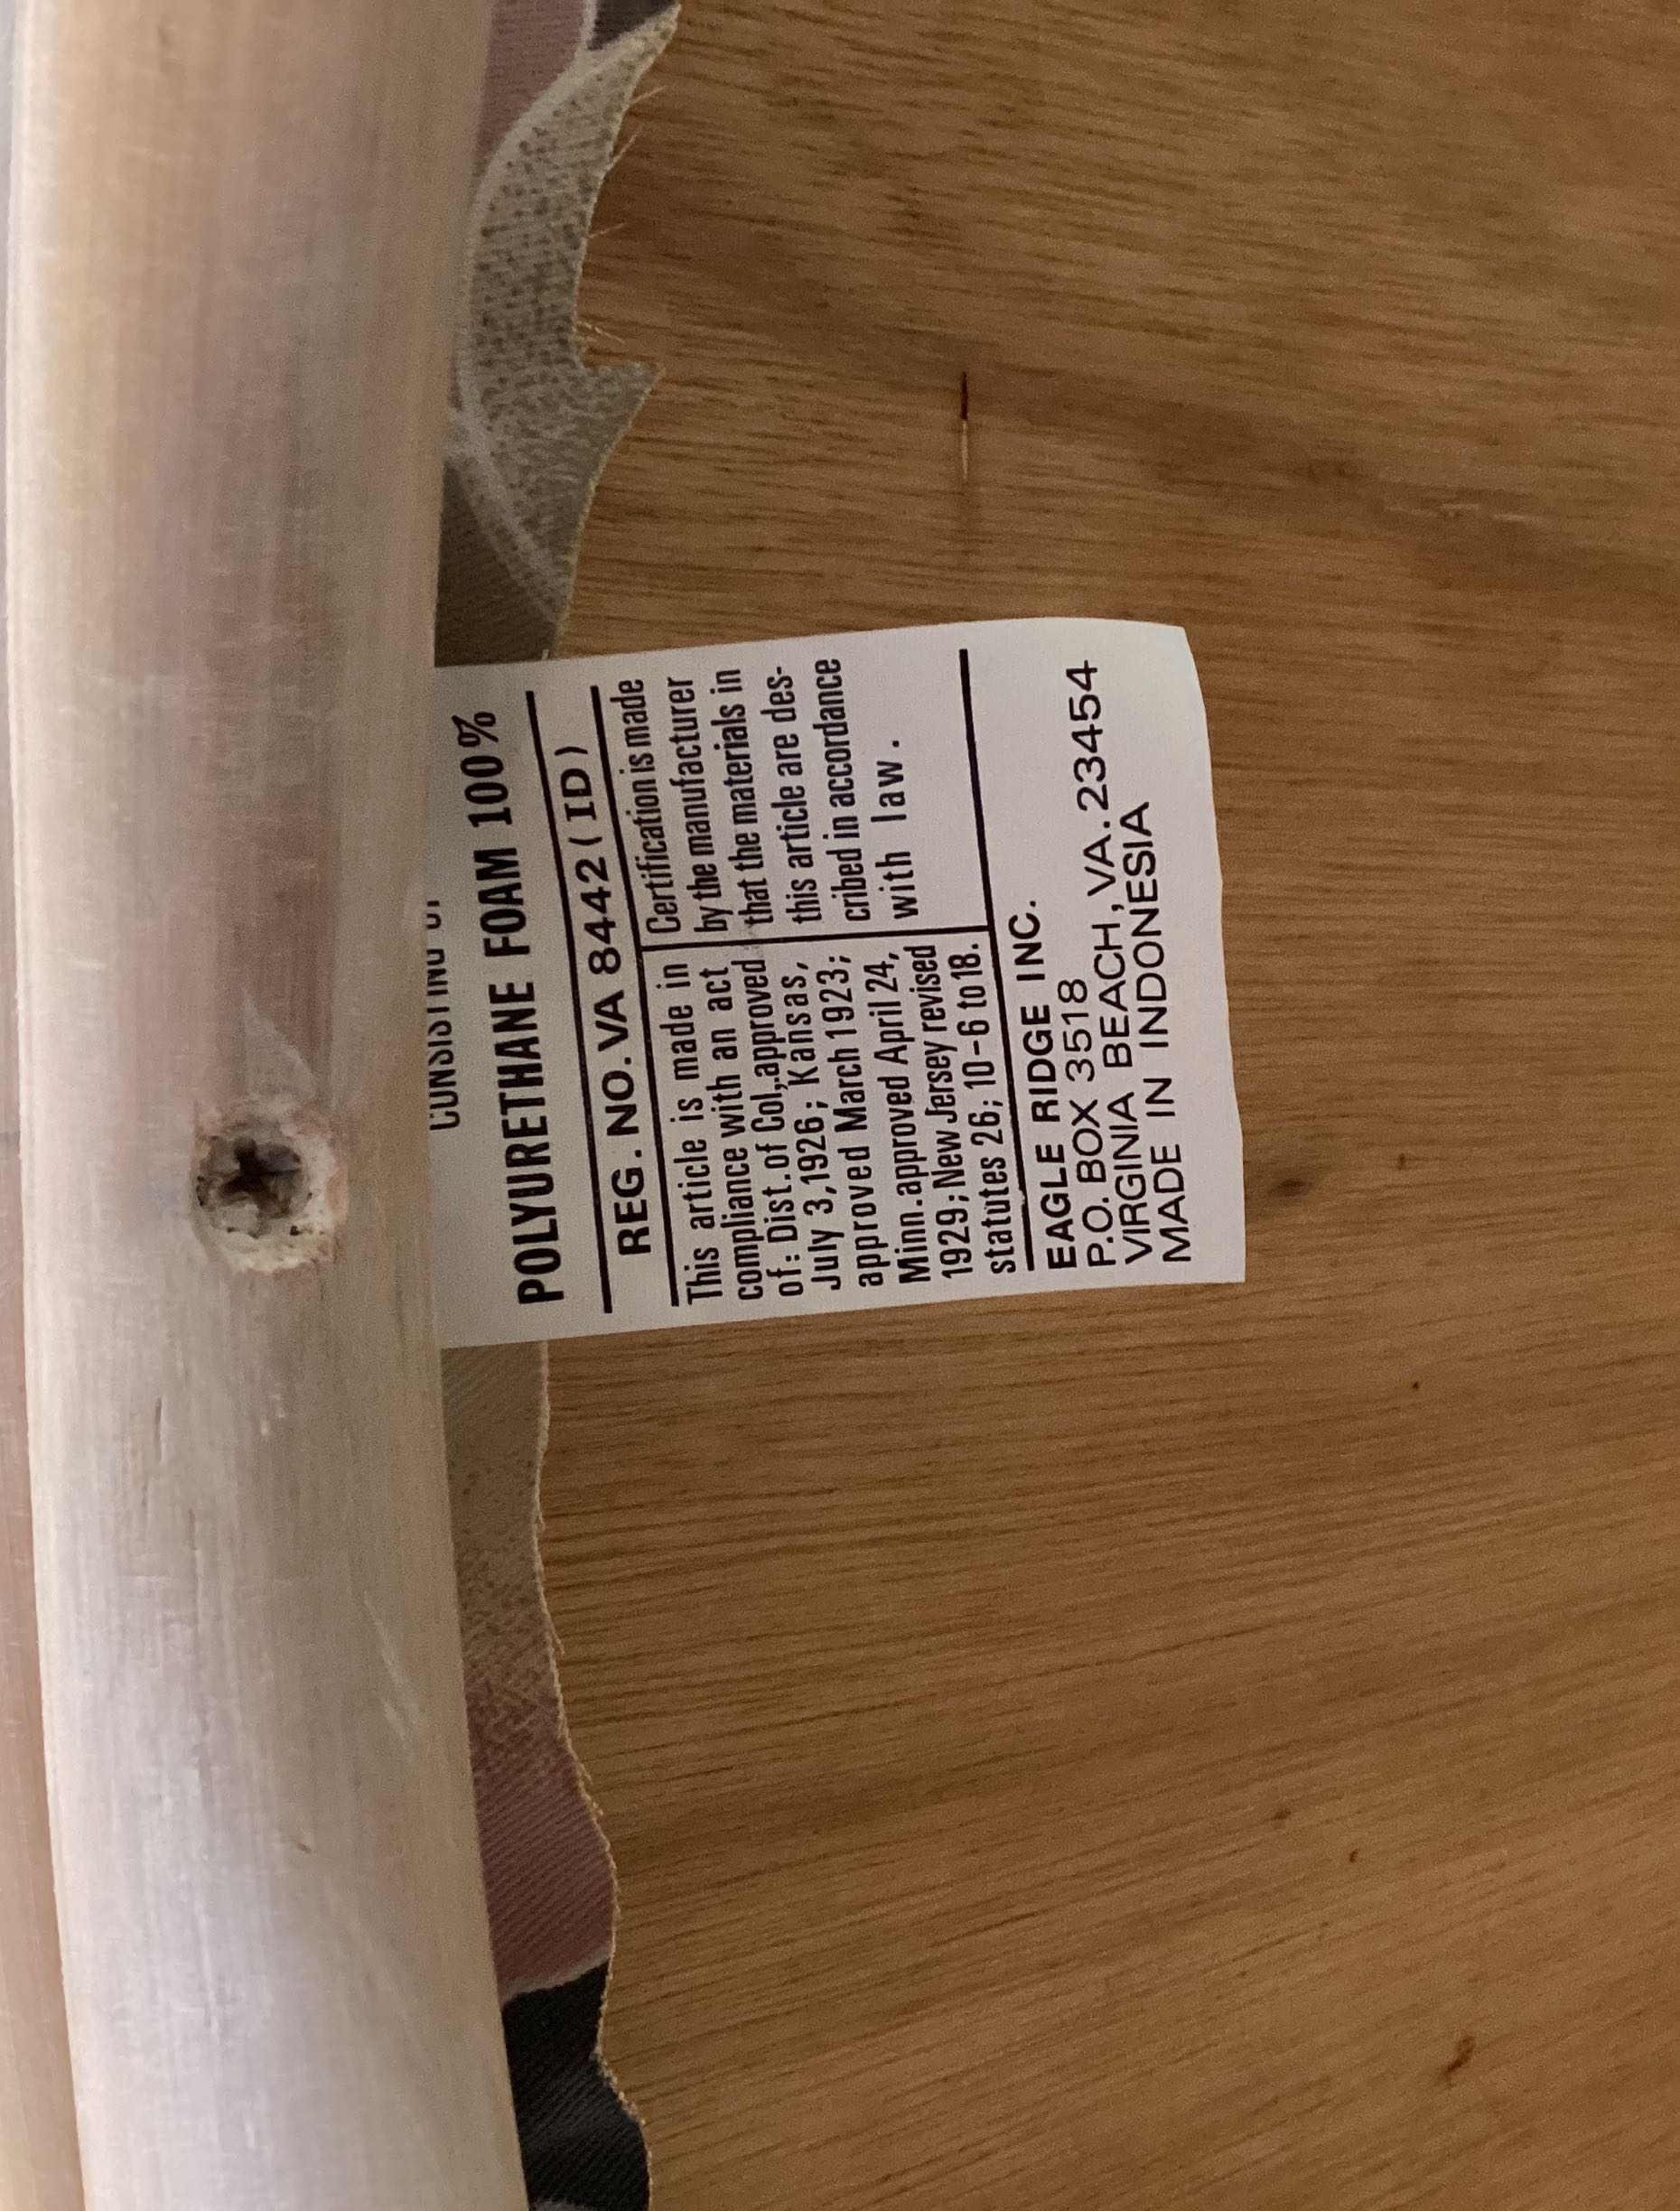 CONSISTING OF
POLYURETHANE FOAM 100%
REG. NO. VA 8442 ( ID )
This article is made in
compliance with an act
of: Dist. of Col., approved
July 3, 1926; Kansas,
approved March 1923;
Minn. approved April 24,
1929; New Jersey revised
statutes 26; 10-6 to 18.
Certification is made
by the manufacturer
that the materials in
this article are des-
cribed in accordance
with law.
EAGLE RIDGE INC.
P.O. BOX 3518
VIRGINIA BEACH, VA. 23454
MADE IN INDONESIA